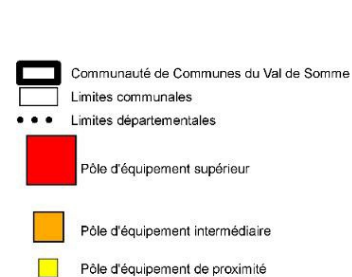 Communauté de Communes du Val de Somme
Limites communales
Limites départementales
Pôle d'équipement supérieur
Pôle d'équipement intermédiaire
Pôle d'équipement de proximité